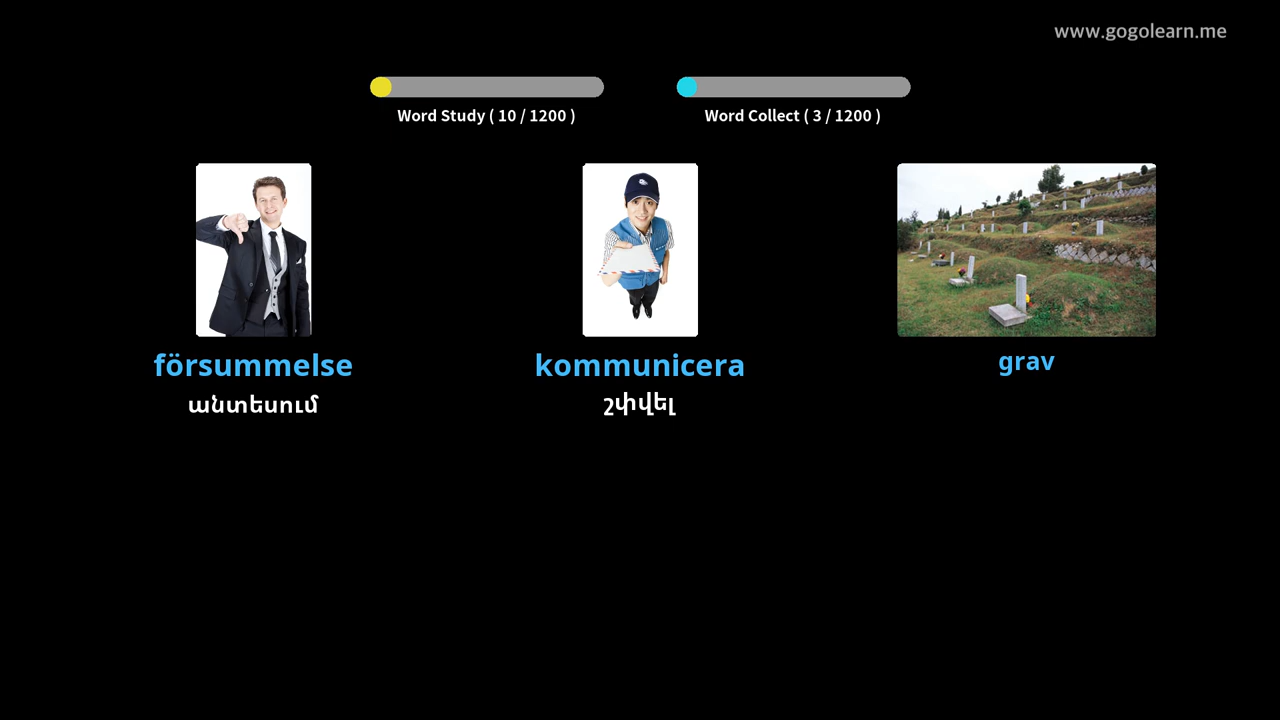 www.gogolearn.me
Word Study ( 10 / 1200 )
Word Collect ( 3 / 1200 )
försummelse
kommunicera
grav
անտեսում
շփվել